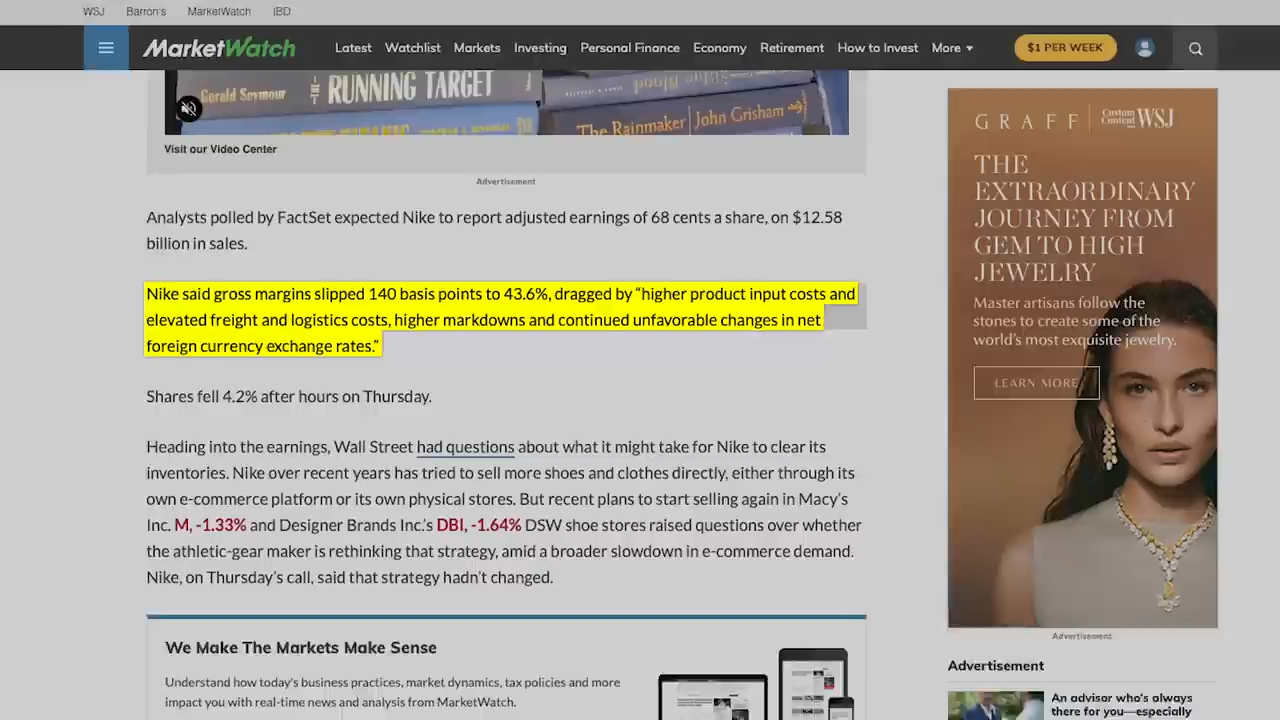 WSJ Barron's MarketWatch IBD
MarketWatch Latest Watchlist Markets Investing Personal Finance Economy Retirement How to Invest More $1 PER WEEK
Gerald Seymour THE RUNNING TARGET
The Rainmaker John Grisham
Visit our Video Center
Advertisement
Analysts polled by FactSet expected Nike to report adjusted earnings of 68 cents a share, on $12.58
billion in sales.
Nike said gross margins slipped 140 basis points to 43.6%, dragged by “higher product input costs and
elevated freight and logistics costs, higher markdowns and continued unfavorable changes in net
foreign currency exchange rates.”
Shares fell 4.2% after hours on Thursday.
Heading into the earnings, Wall Street had questions about what it might take for Nike to clear its
inventories. Nike over recent years has tried to sell more shoes and clothes directly, either through its
own e-commerce platform or its own physical stores. But recent plans to start selling again in Macy’s
Inc. M, -1.33% and Designer Brands Inc.’s DBI, -1.64% DSW shoe stores raised questions over whether
the athletic-gear maker is rethinking that strategy, amid a broader slowdown in e-commerce demand.
Nike, on Thursday’s call, said that strategy hadn’t changed.
We Make The Markets Make Sense
Understand how today's business practices, market dynamics, tax policies and more
impact you with real-time news and analysis from MarketWatch.
GRAFF Custom Content WSJ
THE
EXTRAORDINARY
JOURNEY FROM
GEM TO HIGH
JEWELRY
Master artisans follow the
stones to create some of the
world’s most exquisite jewelry.
LEARN MORE
Advertisement
Advertisement
An advisor who's always
there for you—especially